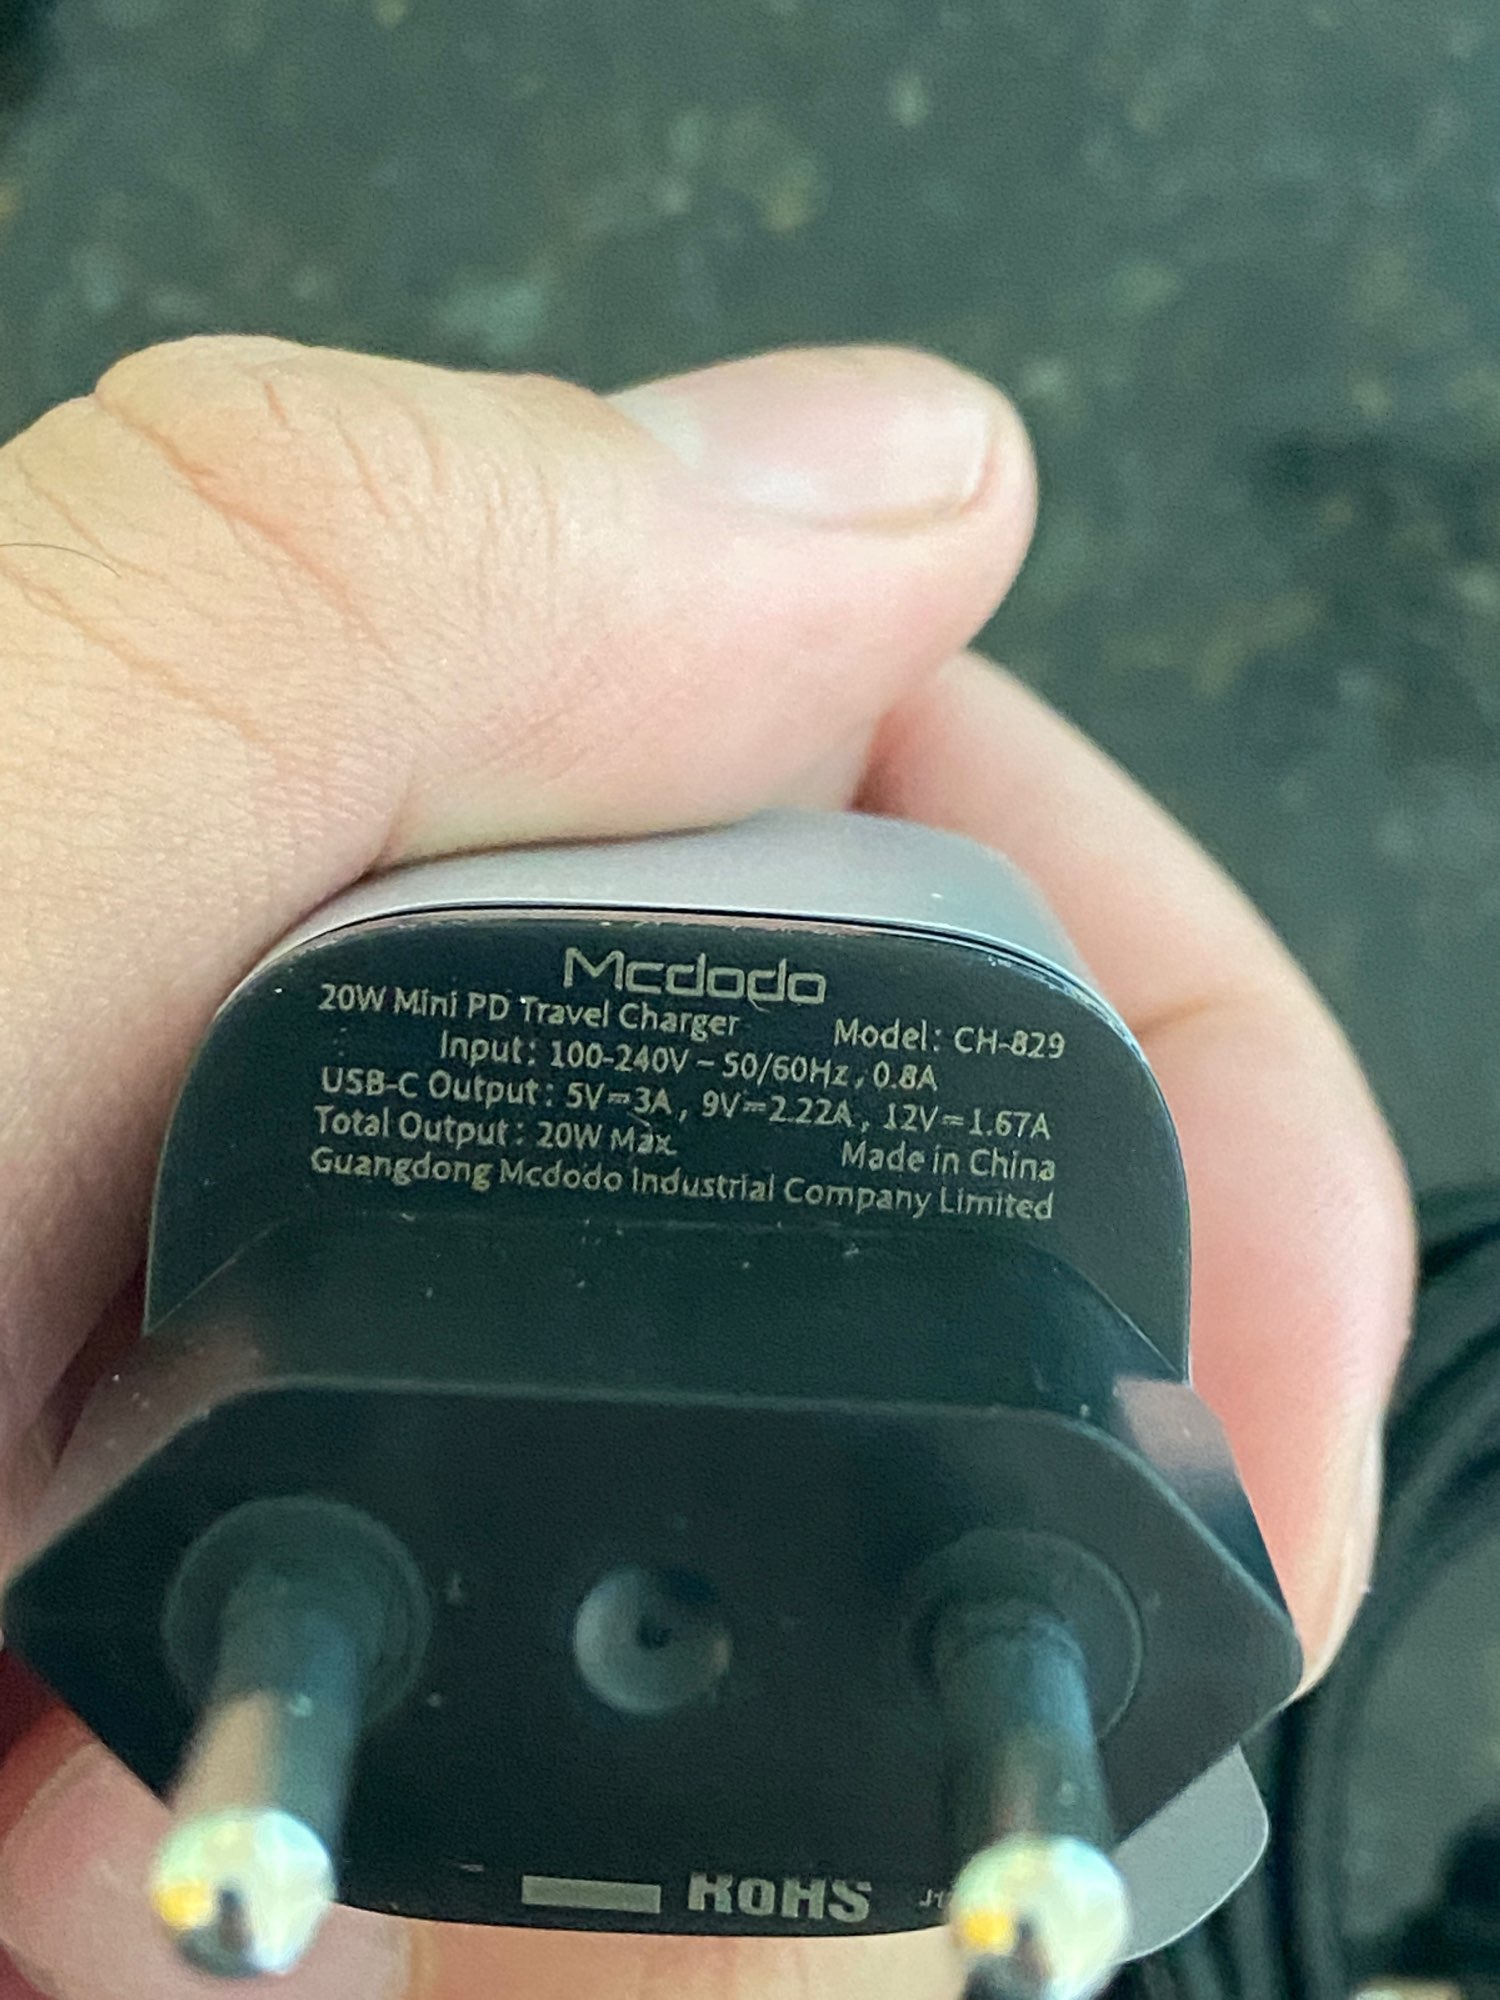 Mcdodo
20W Mini PD Travel Charger Model: CH-829
Input: 100-240V ~ 50/60Hz, 0.8A
USB-C Output: 5V⎓3A, 9V⎓2.22A, 12V⎓1.67A
Total Output: 20W Max. Made in China
Guangdong Mcdodo Industrial Company Limited
RoHS